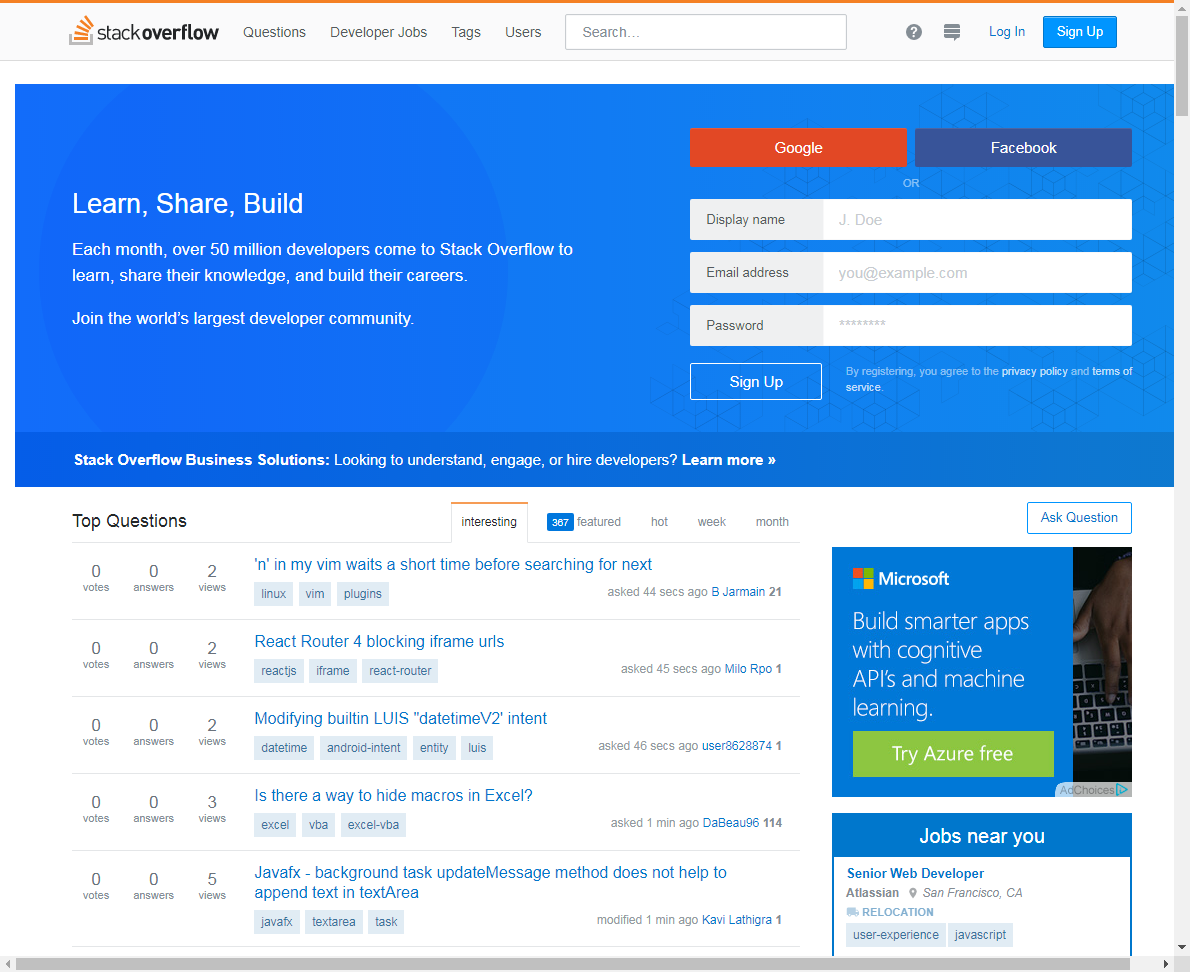 stackoverflow Questions Developer Jobs Tags Users Search... Log In Sign Up
Google Facebook
OR
Learn, Share, Build
Each month, over 50 million developers come to Stack Overflow to
learn, share their knowledge, and build their careers.
Join the world's largest developer community.
Display name J. Doe
Email address you@example.com
Password ********
Sign Up
By registering, you agree to the privacy policy and terms of
service.
Stack Overflow Business Solutions: Looking to understand, engage, or hire developers? Learn more »
Top Questions
interesting 367 featured hot week month
Ask Question
0 0 2
votes answers views
'n' in my vim waits a short time before searching for next
linux vim plugins
asked 44 secs ago B Jarmain 21
0 0 2
votes answers views
React Router 4 blocking iframe urls
reactjs iframe react-router
asked 45 secs ago Milo Rpo 1
0 0 2
votes answers views
Modifying builtin LUIS "datetimeV2' intent
datetime android-intent entity luis
asked 46 secs ago user8628874 1
0 0 3
votes answers views
Is there a way to hide macros in Excel?
excel vba excel-vba
asked 1 min ago DaBeau96 114
0 0 5
votes answers views
Javafx - background task updateMessage method does not help to
append text in textArea
javafx textarea task
modified 1 min ago Kavi Lathigra 1
Microsoft
Build smarter apps
with cognitive
API's and machine
learning.
Try Azure free
AdChoices
Jobs near you
Senior Web Developer
Atlassian San Francisco, CA
RELOCATION
user-experience javascript